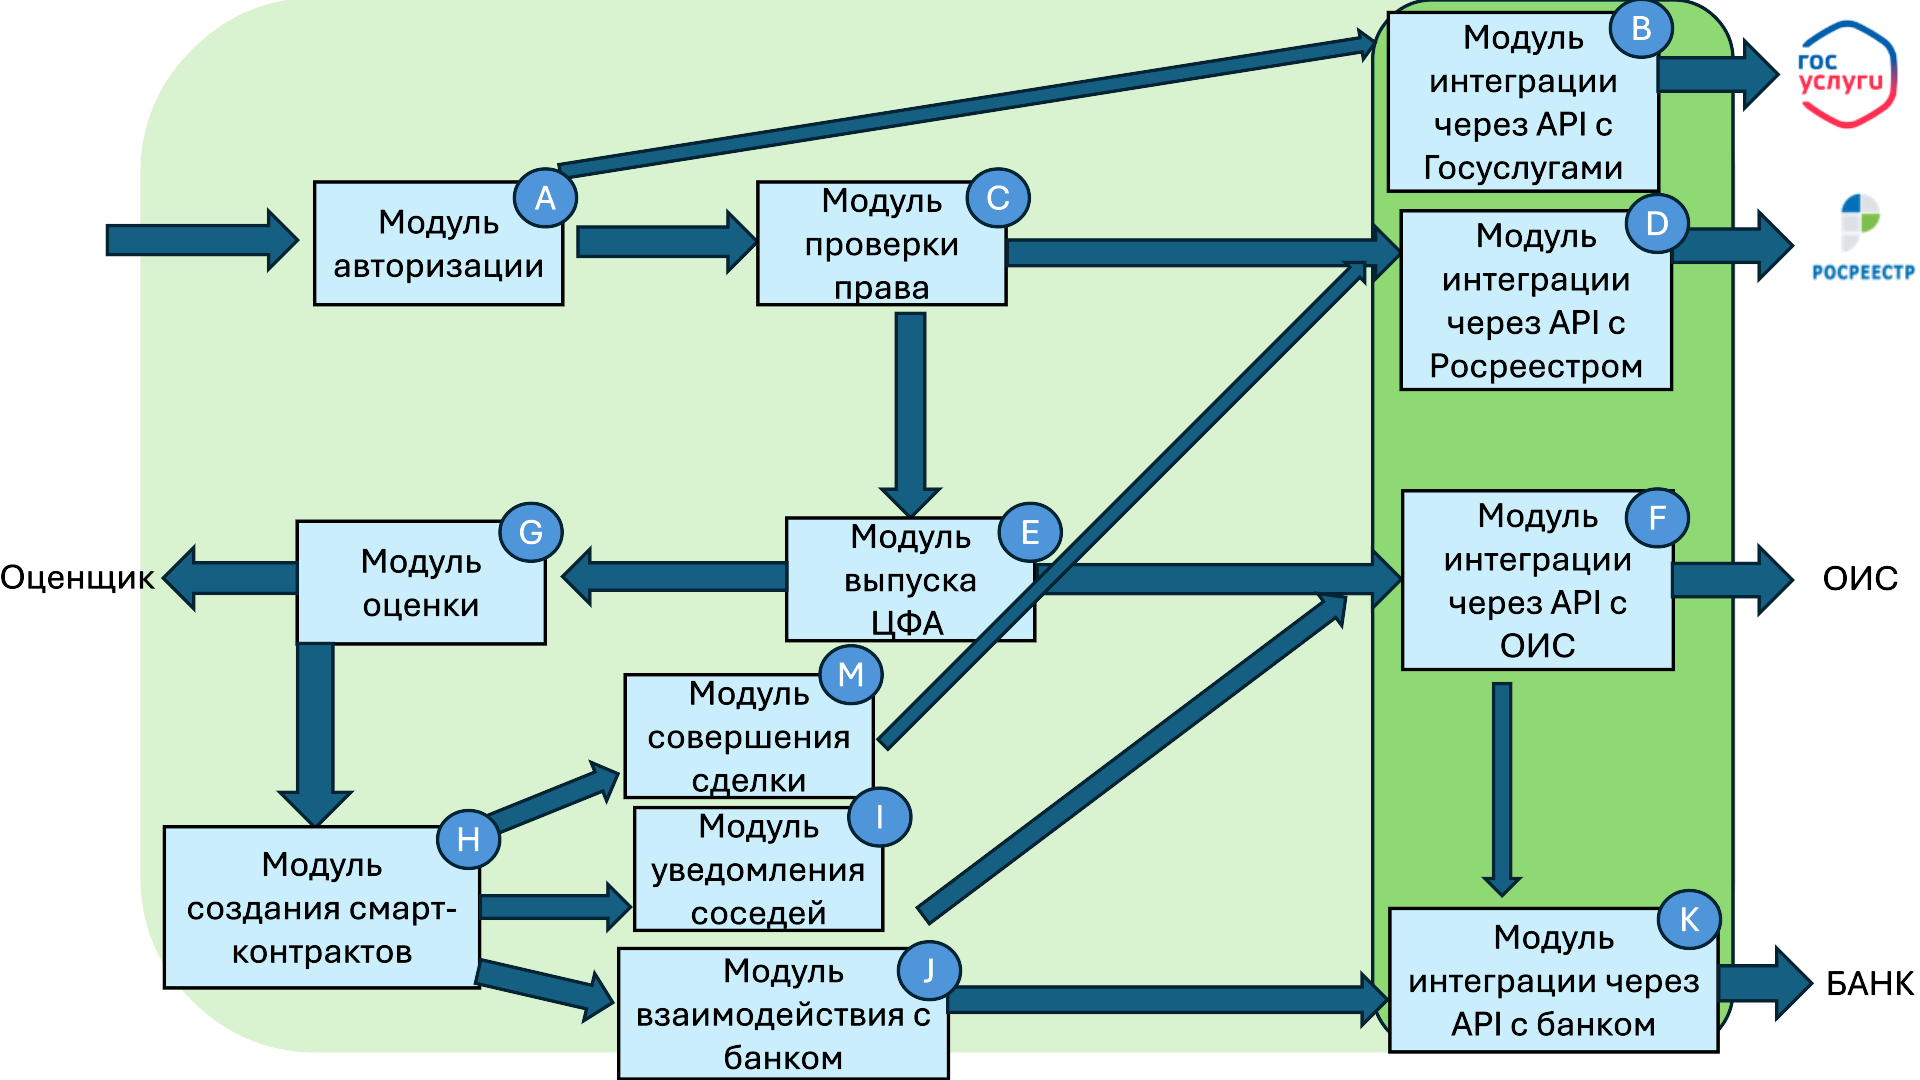 B
Модуль
интеграции
через API с
Госуслугами
гос
услуги
A
Модуль
авторизации
C
Модуль
проверки
права
D
Модуль
интеграции
через API с
Росреестром
РОСРЕЕСТР
Оценщик
G
Модуль
оценки
E
Модуль
выпуска
ЦФА
F
Модуль
интеграции
через API с
ОИС
ОИС
M
Модуль
совершения
сделки
H
Модуль
создания смарт-
контрактов
I
Модуль
уведомления
соседей
J
Модуль
взаимодействия с
банком
K
Модуль
интеграции через
API с банком
БАНК